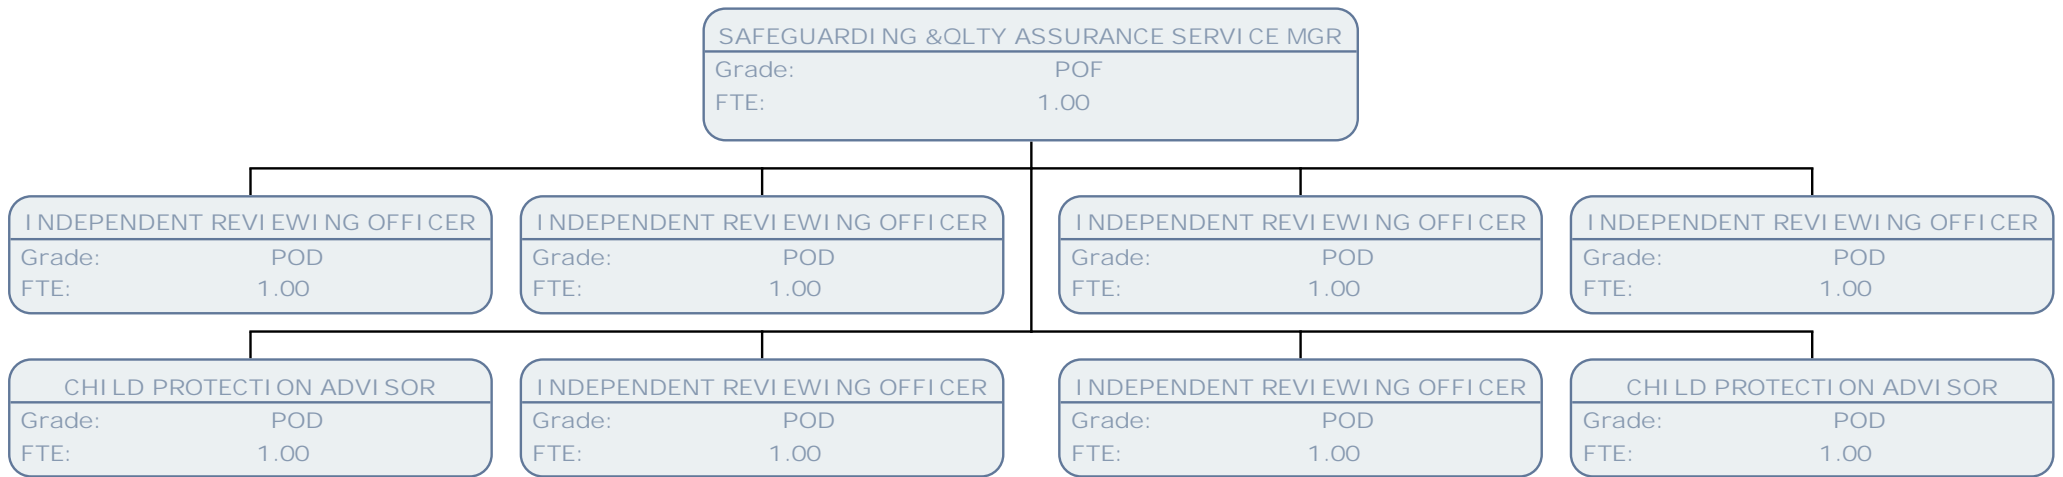 SAFEGUARDING &QLTY ASSURANCE SERVICE MGR
Grade: POF
FTE: 1.00
INDEPENDENT REVIEWING OFFICER
Grade: POD
FTE: 1.00
INDEPENDENT REVIEWING OFFICER
Grade: POD
FTE: 1.00
INDEPENDENT REVIEWING OFFICER
Grade: POD
FTE: 1.00
INDEPENDENT REVIEWING OFFICER
Grade: POD
FTE: 1.00
CHILD PROTECTION ADVISOR
Grade: POD
FTE: 1.00
INDEPENDENT REVIEWING OFFICER
Grade: POD
FTE: 1.00
INDEPENDENT REVIEWING OFFICER
Grade: POD
FTE: 1.00
CHILD PROTECTION ADVISOR
Grade: POD
FTE: 1.00